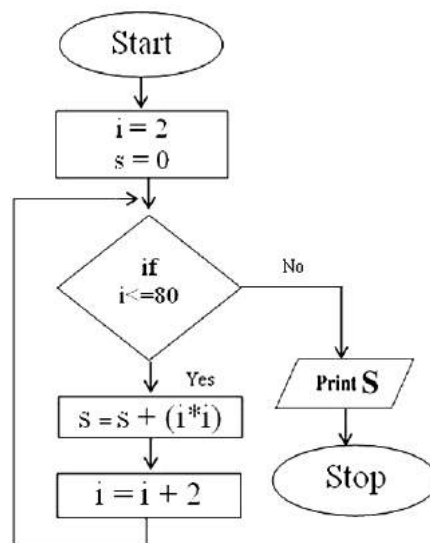 Start
i = 2
s = 0
if
i<=80
No
Yes
Print S
s = s + (i*i)
Stop
i = i + 2